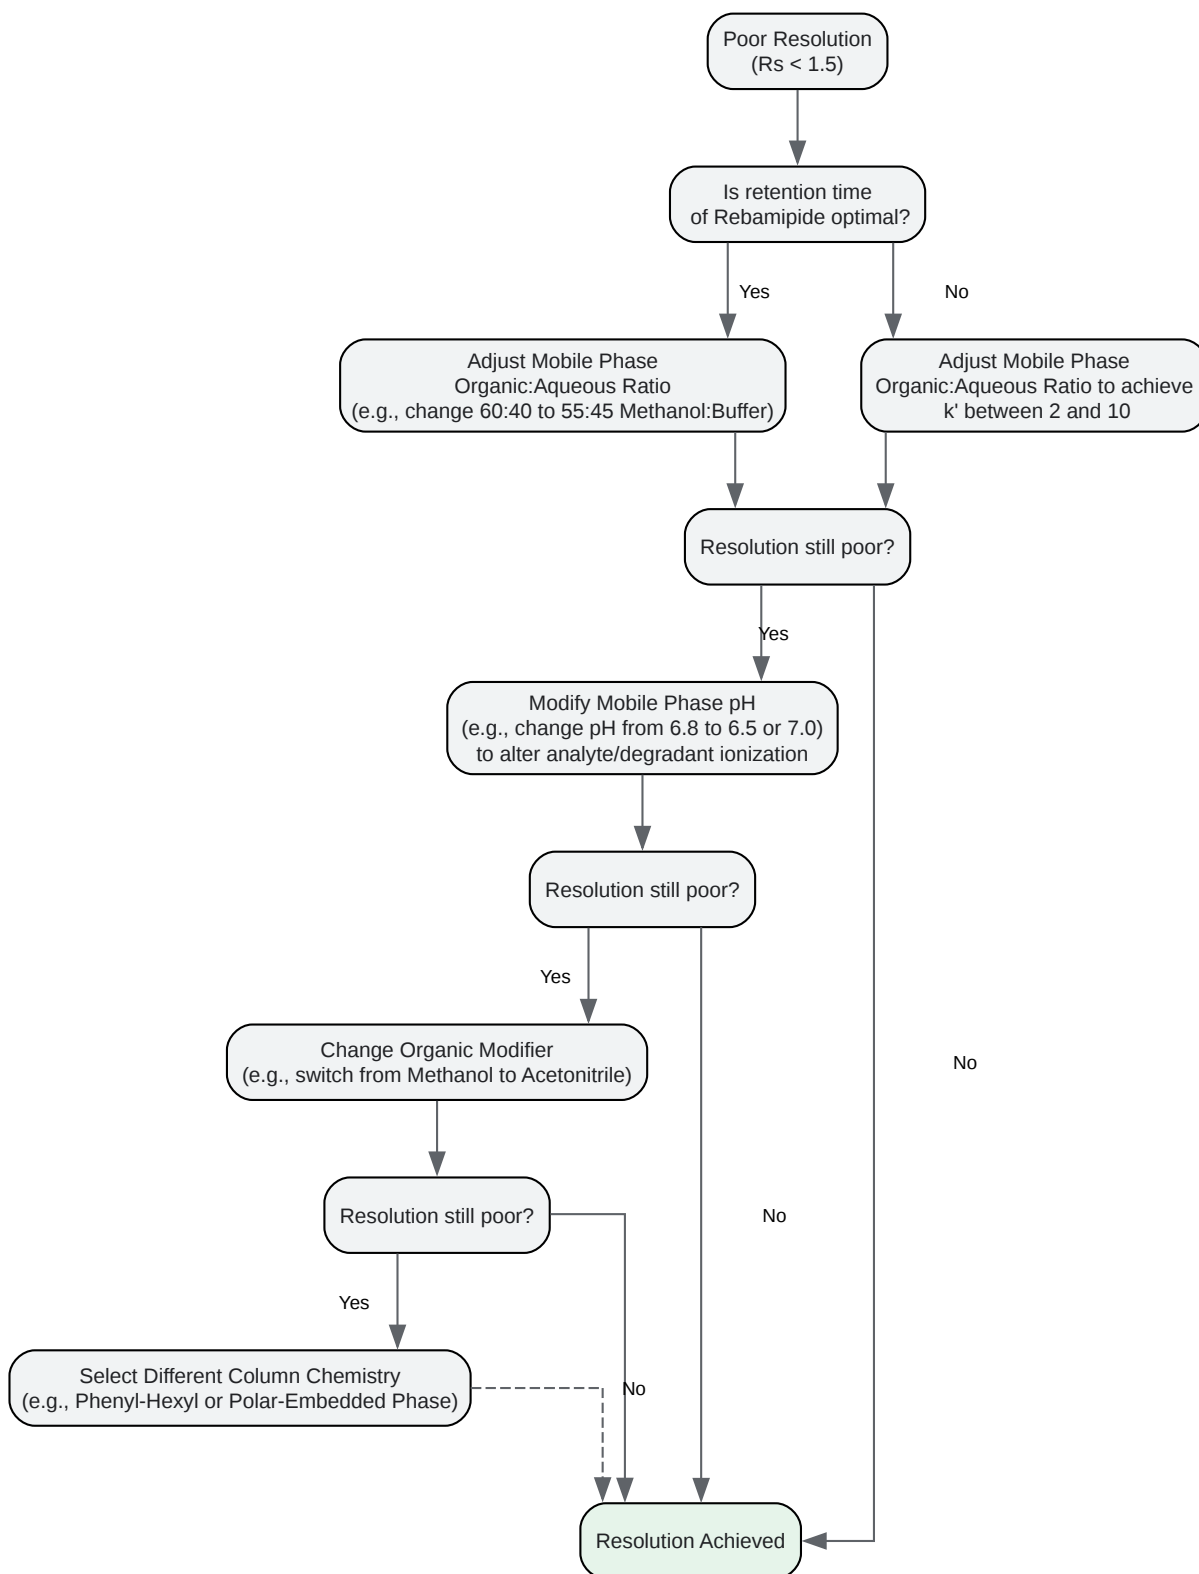 Poor Resolution
(Rs < 1.5)
Is retention time
of Rebamipide optimal?
Yes
No
Adjust Mobile Phase
Organic:Aqueous Ratio
(e.g., change 60:40 to 55:45 Methanol:Buffer)
Adjust Mobile Phase
Organic:Aqueous Ratio to achieve
k' between 2 and 10
Resolution still poor?
Yes
Modify Mobile Phase pH
(e.g., change pH from 6.8 to 6.5 or 7.0)
to alter analyte/degradant ionization
Resolution still poor?
Yes
Change Organic Modifier
(e.g., switch from Methanol to Acetonitrile)
No
Resolution still poor?
No
Yes
Select Different Column Chemistry
(e.g., Phenyl-Hexyl or Polar-Embedded Phase)
No
Resolution Achieved